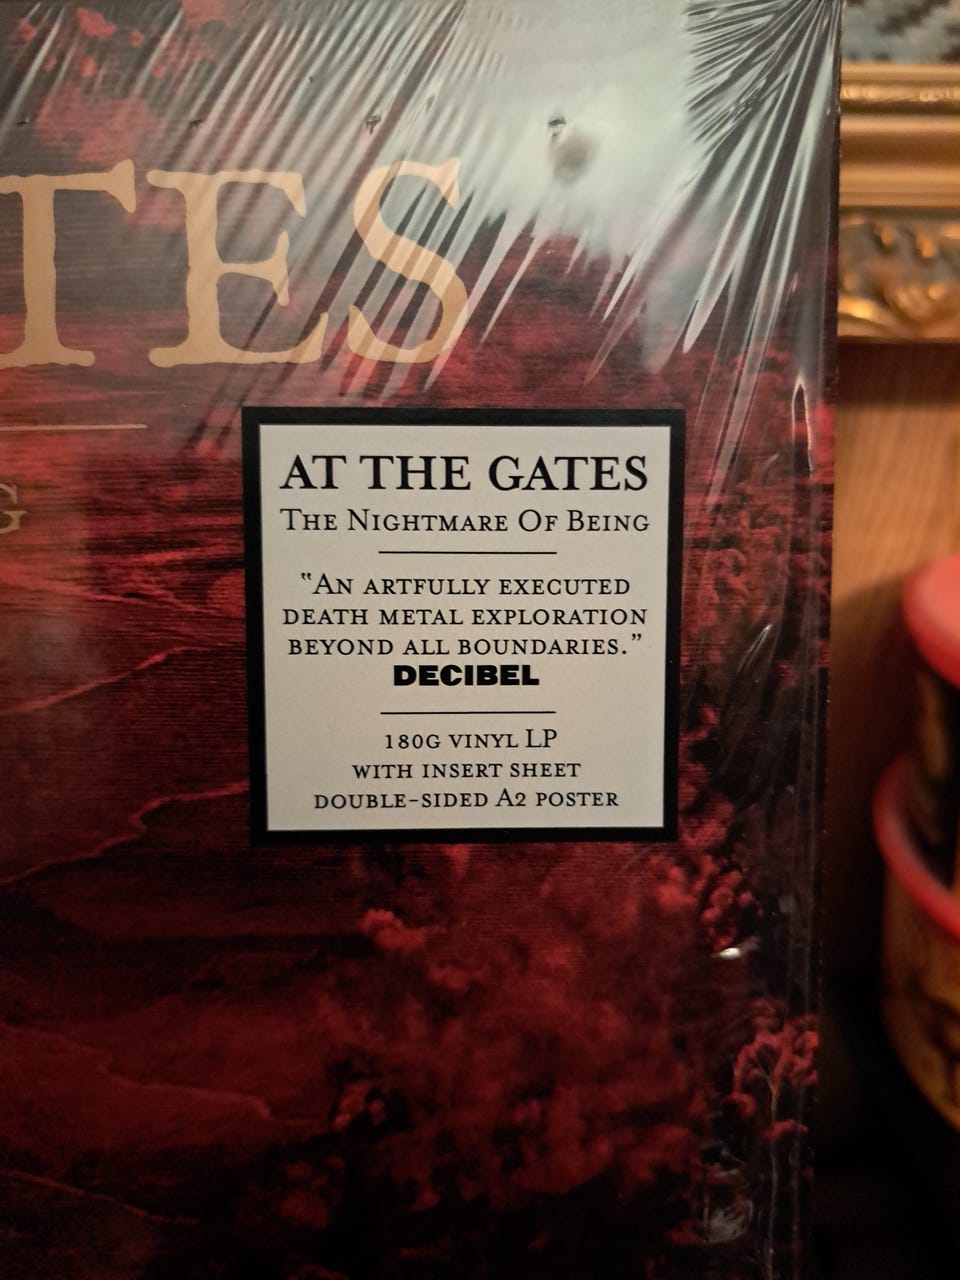 TES
G
AT THE GATES
THE NIGHTMARE OF BEING
"AN ARTFULLY EXECUTED
DEATH METAL EXPLORATION
BEYOND ALL BOUNDARIES."
DECIBEL
180G VINYL LP
WITH INSERT SHEET
DOUBLE-SIDED A2 POSTER